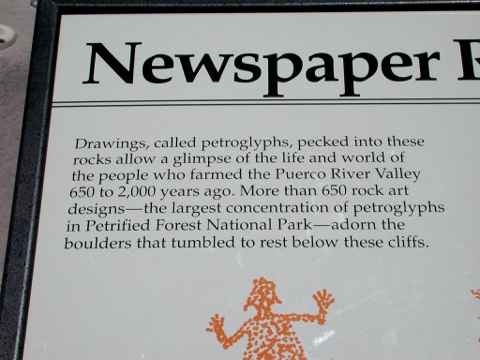 Newspaper
Drawings, called petroglyphs, pecked into these
rocks allow a glimpse of the life and world of
the people who farmed the Puerco River Valley
650 to 2,000 years ago. More than 650 rock art
designs—the largest concentration of petroglyphs
in Petrified Forest National Park—adorn the
boulders that tumbled to rest below these cliffs.